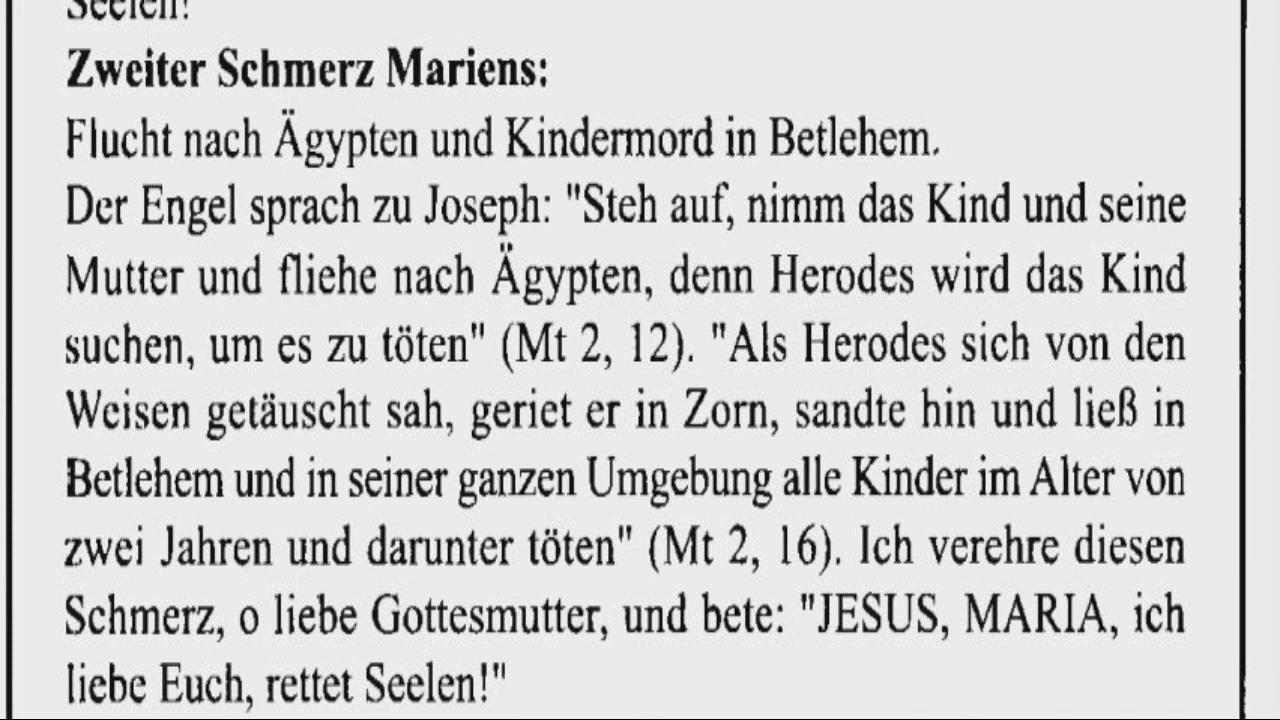 Seelen!
Zweiter Schmerz Mariens:
Flucht nach Ägypten und Kindermord in Betlehem.
Der Engel sprach zu Joseph: "Steh auf, nimm das Kind und seine
Mutter und fliehe nach Ägypten, denn Herodes wird das Kind
suchen, um es zu töten" (Mt 2, 12). "Als Herodes sich von den
Weisen getäuscht sah, geriet er in Zorn, sandte hin und ließ in
Betlehem und in seiner ganzen Umgebung alle Kinder im Alter von
zwei Jahren und darunter töten" (Mt 2, 16). Ich verehre diesen
Schmerz, o liebe Gottesmutter, und bete: "JESUS, MARIA, ich
liebe Euch, rettet Seelen!"